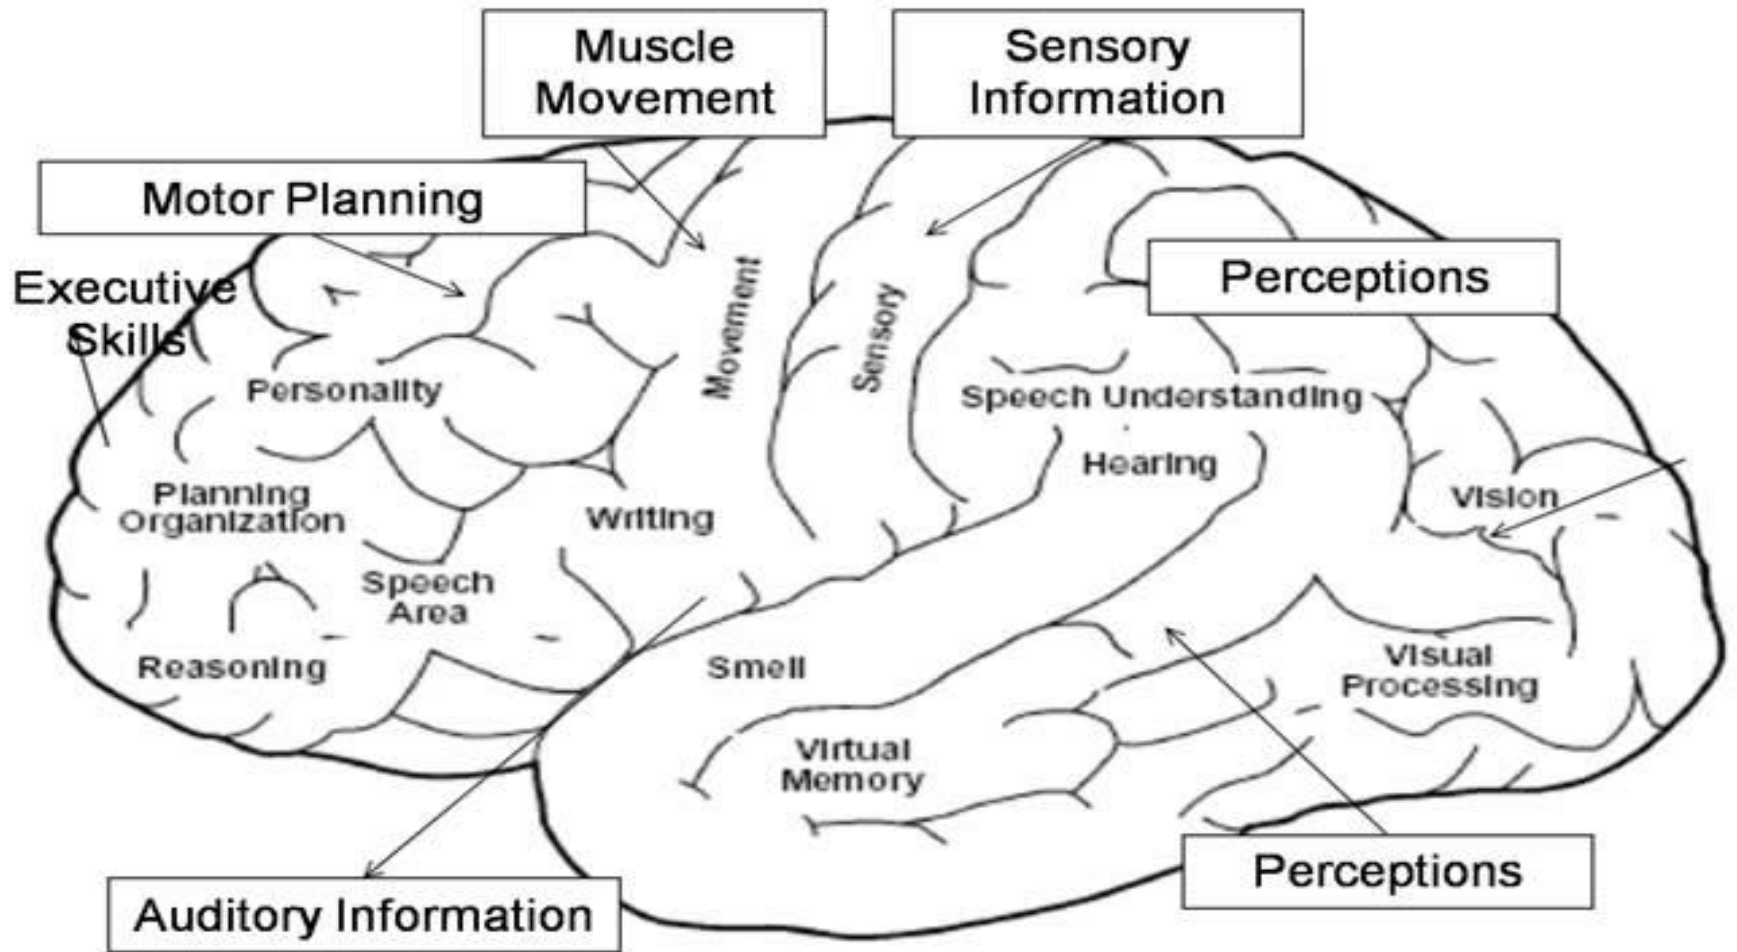 Muscle
Movement
Sensory
Information
Motor Planning
Perceptions
Executive
Skills
Movement
Sensory
Personality
Speech Understanding
Hearing
Planning
Organization
Writing
Vision
Speech
Area
Reasoning
Smell
Visual
Processing
Virtual
Memory
Perceptions
Auditory Information